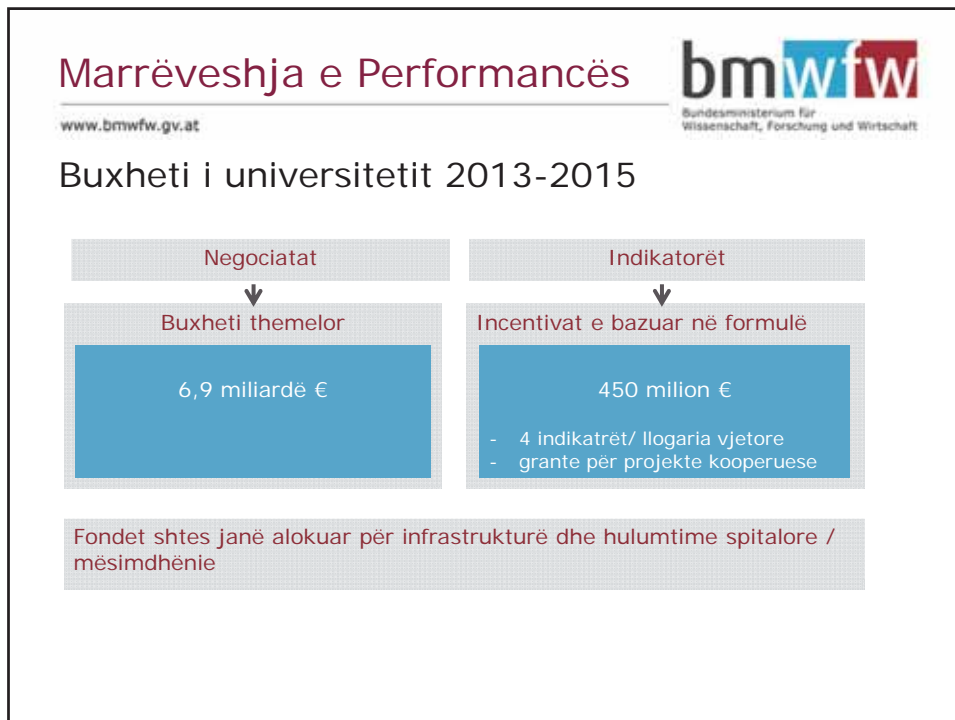 Marrëveshja e Performancës
bmwfw
Bundesministerium für
Wissenschaft, Forschung und Wirtschaft
www.bmwfw.gv.at
Buxheti i universitetit 2013-2015
Negociatat
Indikatorët
Buxheti themelor
Incentivat e bazuar në formulë
6,9 miliardë €
450 milion €
- 4 indikatrët/ llogaria vjetore
- grante për projekte kooperuese
Fondet shtes janë alokuar për infrastrukturë dhe hulumtime spitalore /
mësimdhënie